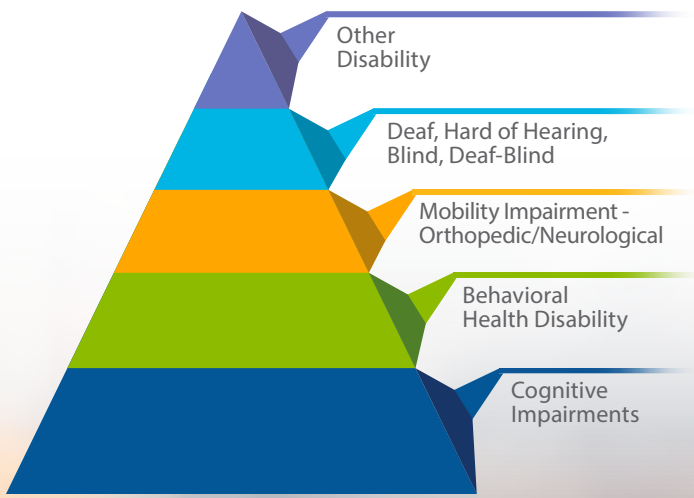 Other
Disability
Deaf, Hard of Hearing,
Blind, Deaf-Blind
Mobility Impairment -
Orthopedic/Neurological
Behavioral
Health Disability
Cognitive
Impairments